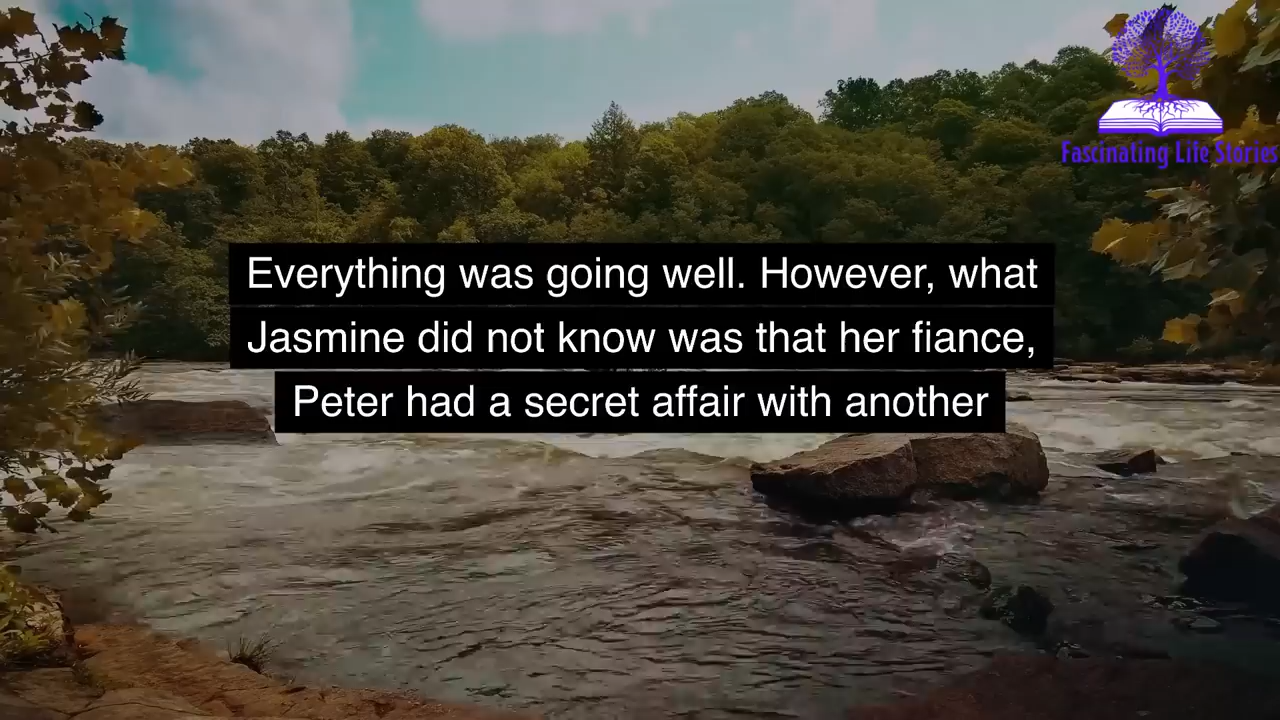 Fascinating Life Stories
Everything was going well. However, what
Jasmine did not know was that her fiance,
Peter had a secret affair with another